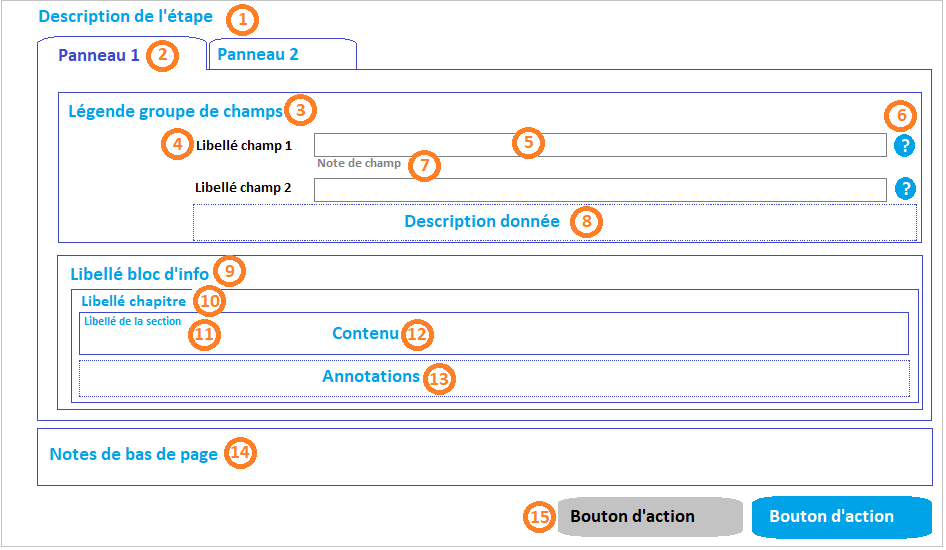 Description de l'étape 1
Panneau 1 2 Panneau 2
Légende groupe de champs 3 6
4 Libellé champ 1 5 ?
Note de champ 7
Libellé champ 2 ?
Description donnée 8
Libellé bloc d'info 9
Libellé chapitre 10
Libellé de la section 11 Contenu 12
Annotations 13
Notes de bas de page 14
15 Bouton d'action Bouton d'action